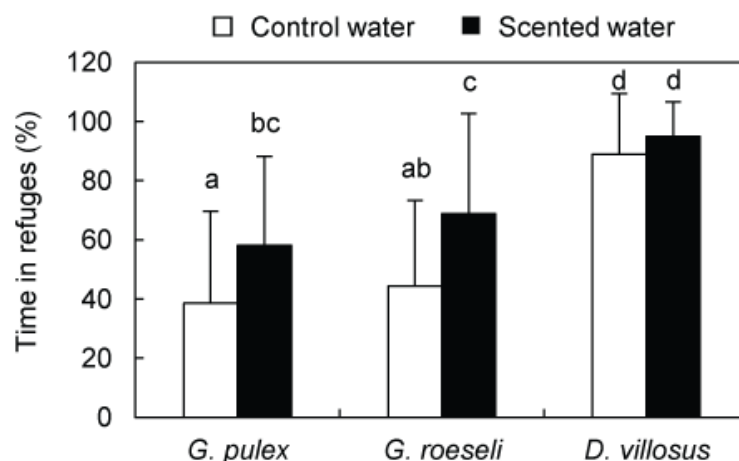 Control water Scented water
120
100
80
60
40
20
0
Time in refuges (%)
a
bc
ab
c
d
d
G. pulex G. roeseli D. villosus